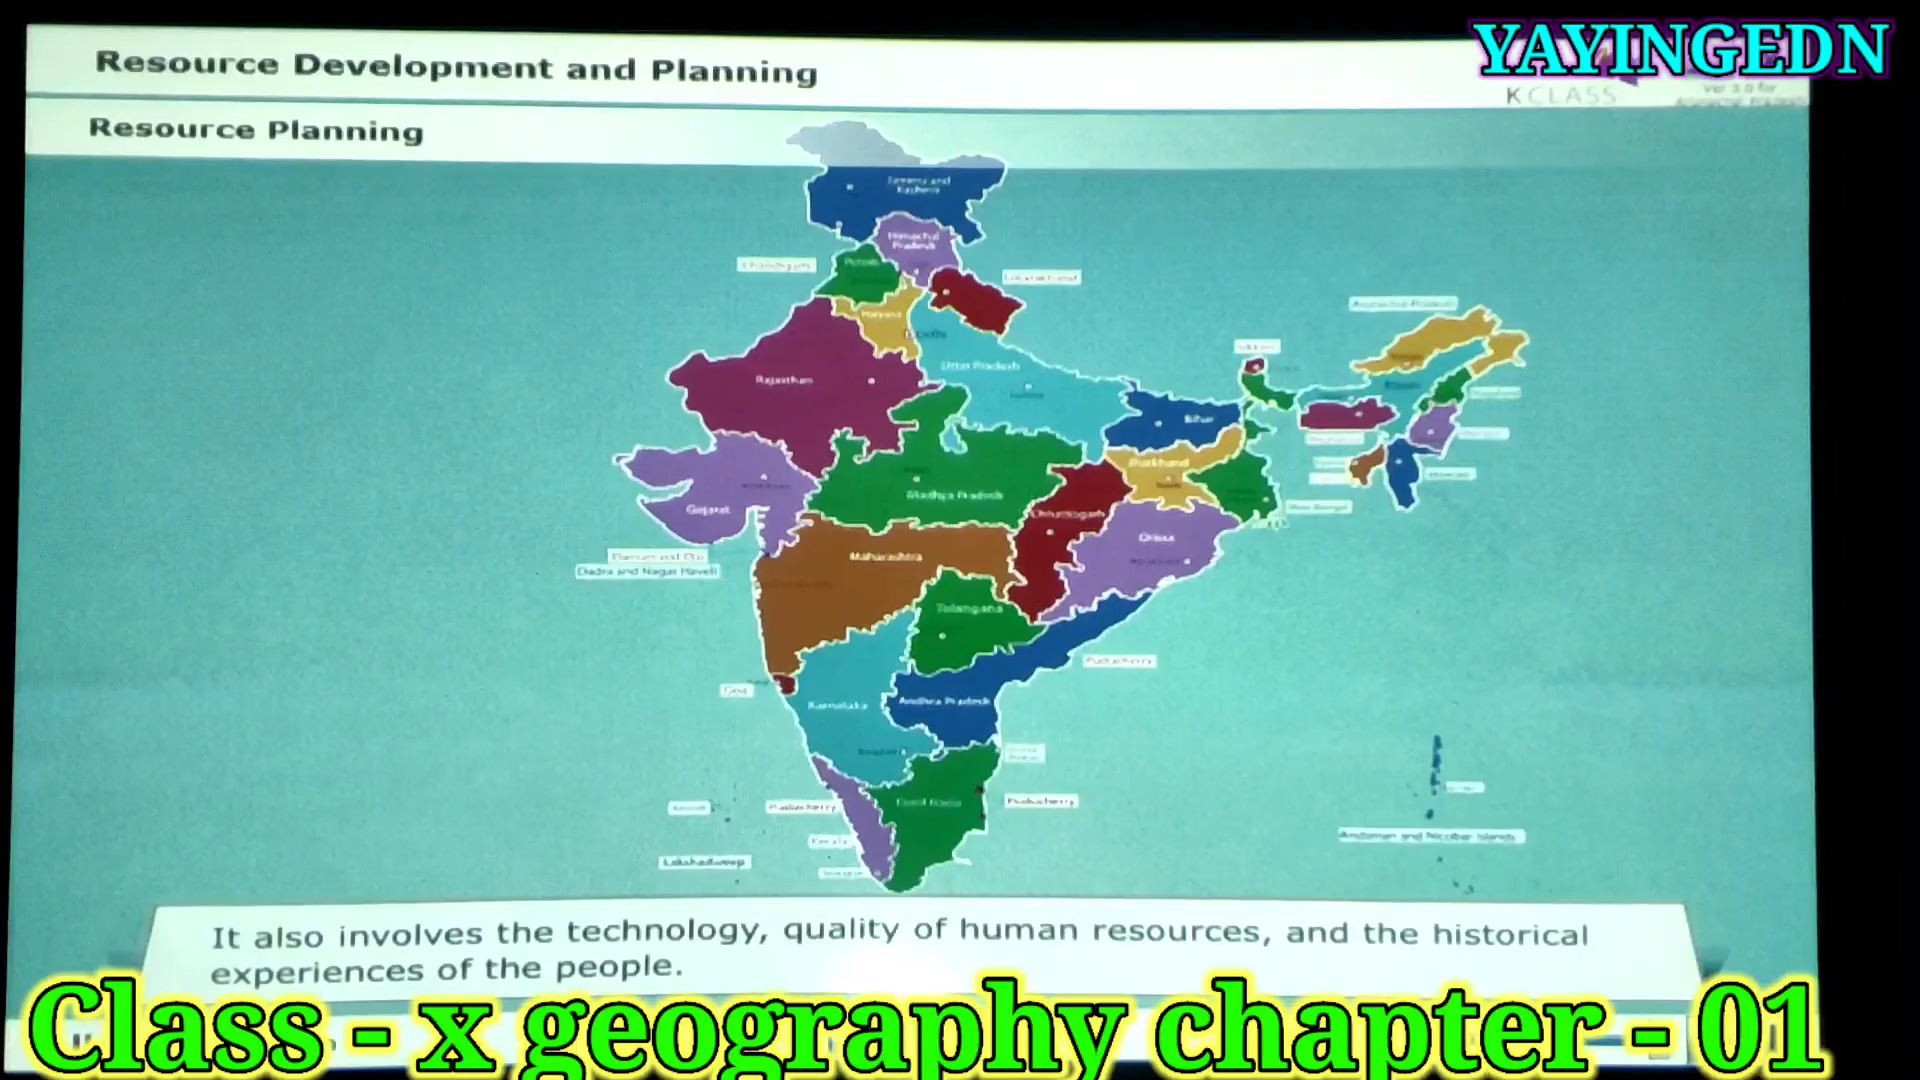 YAYINGEDN
Resource Development and Planning
K CLASS
Resource Planning
Jammu and
Kashmir
Himachal
Pradesh
Chandigarh
Punjab
Uttarakhand
Haryana
Delhi
Arunachal Pradesh
Sikkim
Uttar Pradesh
Rajasthan
Bihar
Jharkhand
Madhya Pradesh
Gujarat
Chhattisgarh
Orissa
West Bengal
Daman and Diu
Dadra and Nagar Haveli
Maharashtra
Telangana
Puducherry
Goa
Karnataka
Andhra Pradesh
Tamil Nadu
Puducherry
Puducherry
Kerala
Lakshadweep
Andaman and Nicobar Islands
It also involves the technology, quality of human resources, and the historical
experiences of the people.
Class - x geography chapter - 01